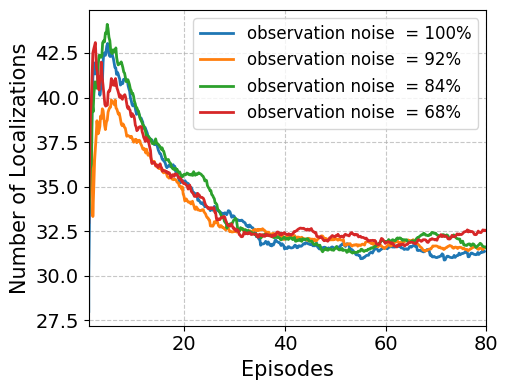 observation noise = 100%
observation noise = 92%
observation noise = 84%
observation noise = 68%
Number of Localizations
42.5
40.0
37.5
35.0
32.5
30.0
27.5
20
40
60
80
Episodes